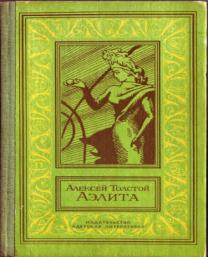 Алексей Толстой
Аэлита
ИЗДАТЕЛЬСТВО
«ДЕТСКАЯ ЛИТЕРАТУРА»